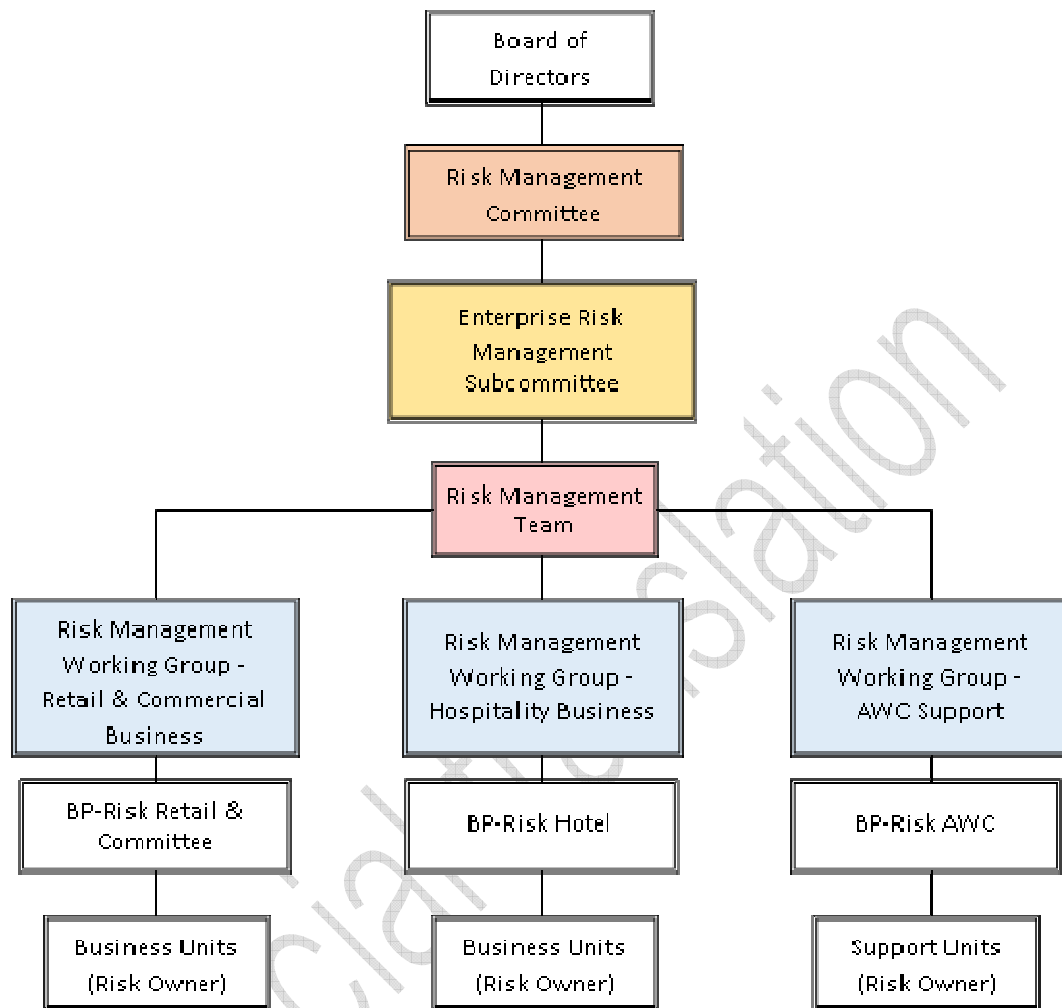 Board of
Directors
Risk Management
Committee
Enterprise Risk
Management
Subcommittee
Risk Management
Team
Risk Management
Working Group -
Retail & Commercial
Business
Risk Management
Working Group -
Hospitality Business
Risk Management
Working Group -
AWC Support
BP-Risk Retail &
Committee
BP-Risk Hotel
BP-Risk AWC
Business Units
(Risk Owner)
Business Units
(Risk Owner)
Support Units
(Risk Owner)